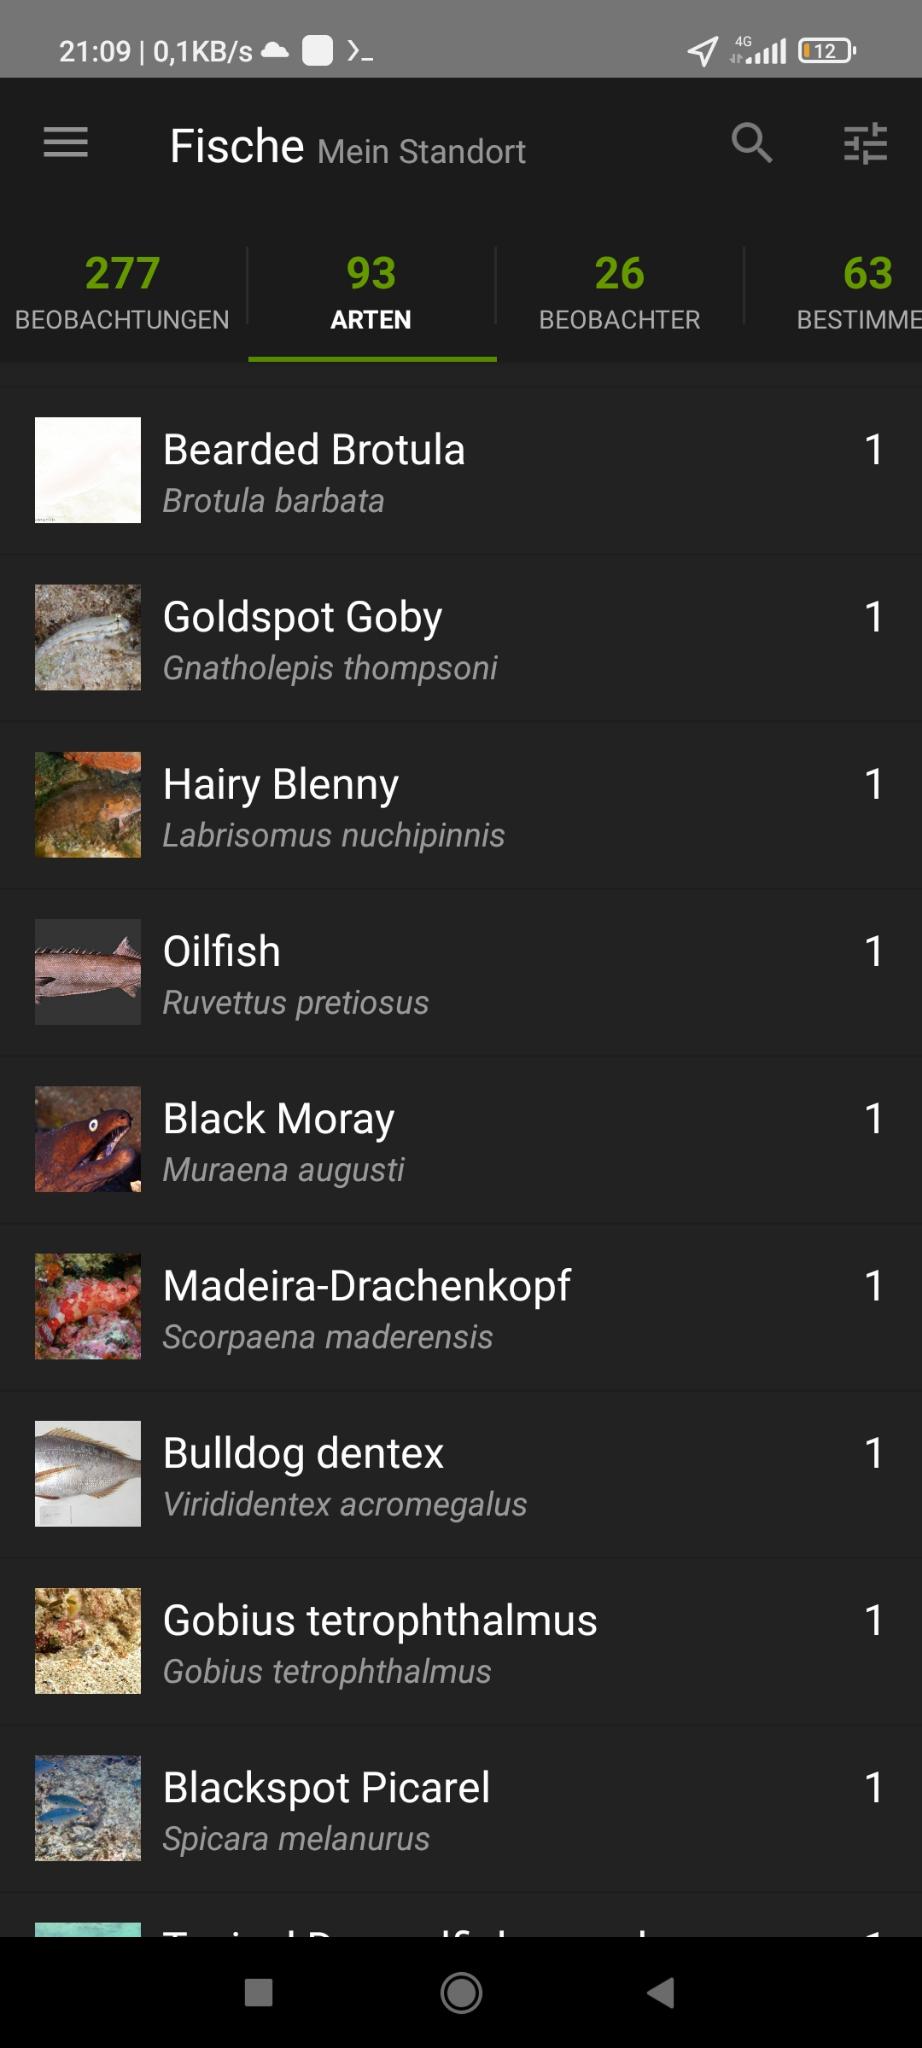 21:09 | 0,1KB/s
4G
12
Fische Mein Standort
277
BEOBACHTUNGEN
93
ARTEN
26
BEOBACHTER
63
BESTIMME
Bearded Brotula 1
Brotula barbata
Goldspot Goby 1
Gnatholepis thompsoni
Hairy Blenny 1
Labrisomus nuchipinnis
Oilfish 1
Ruvettus pretiosus
Black Moray 1
Muraena augusti
Madeira-Drachenkopf 1
Scorpaena maderensis
Bulldog dentex 1
Virididentex acromegalus
Gobius tetrophthalmus 1
Gobius tetrophthalmus
Blackspot Picarel 1
Spicara melanurus